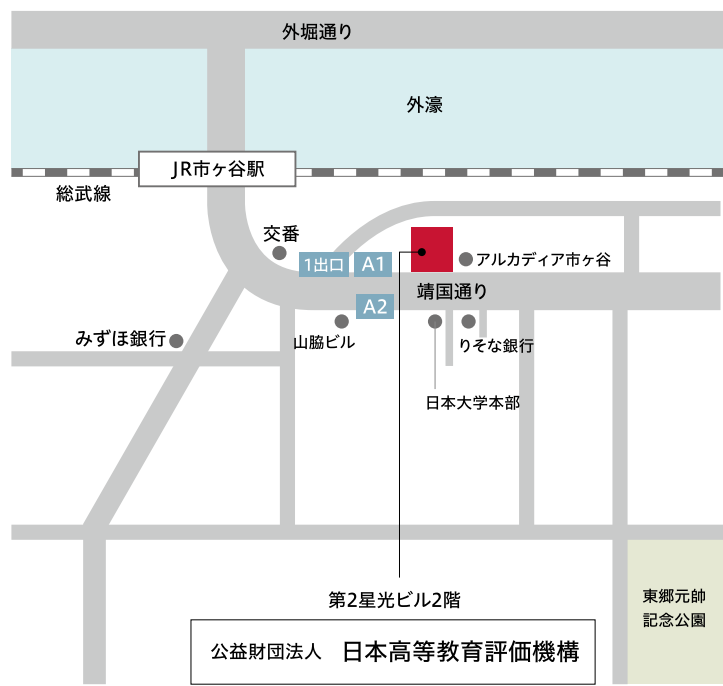 外堀通り
外濠
JR市ヶ谷駅
総武線
交番
1出口
A1
アルカディア市ヶ谷
靖国通り
A2
みずほ銀行
山脇ビル
りそな銀行
日本大学本部
第2星光ビル2階
東郷元帥
記念公園
公益財団法人 日本高等教育評価機構